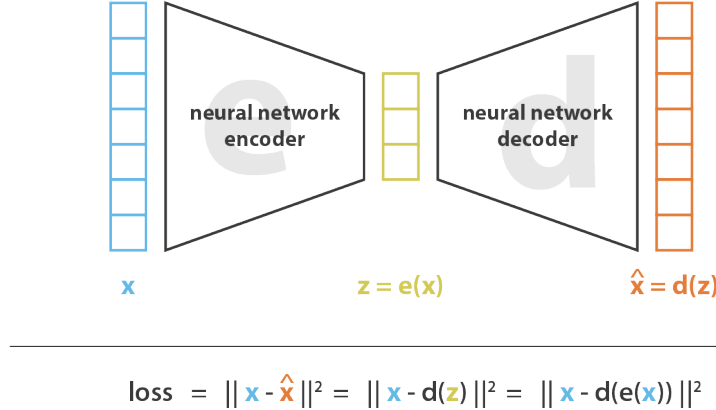 e
neural network
encoder
d
neural network
decoder
x
z = e(x)
x̂ = d(z)
loss = || x - x̂ ||² = || x - d(z) ||² = || x - d(e(x)) ||²